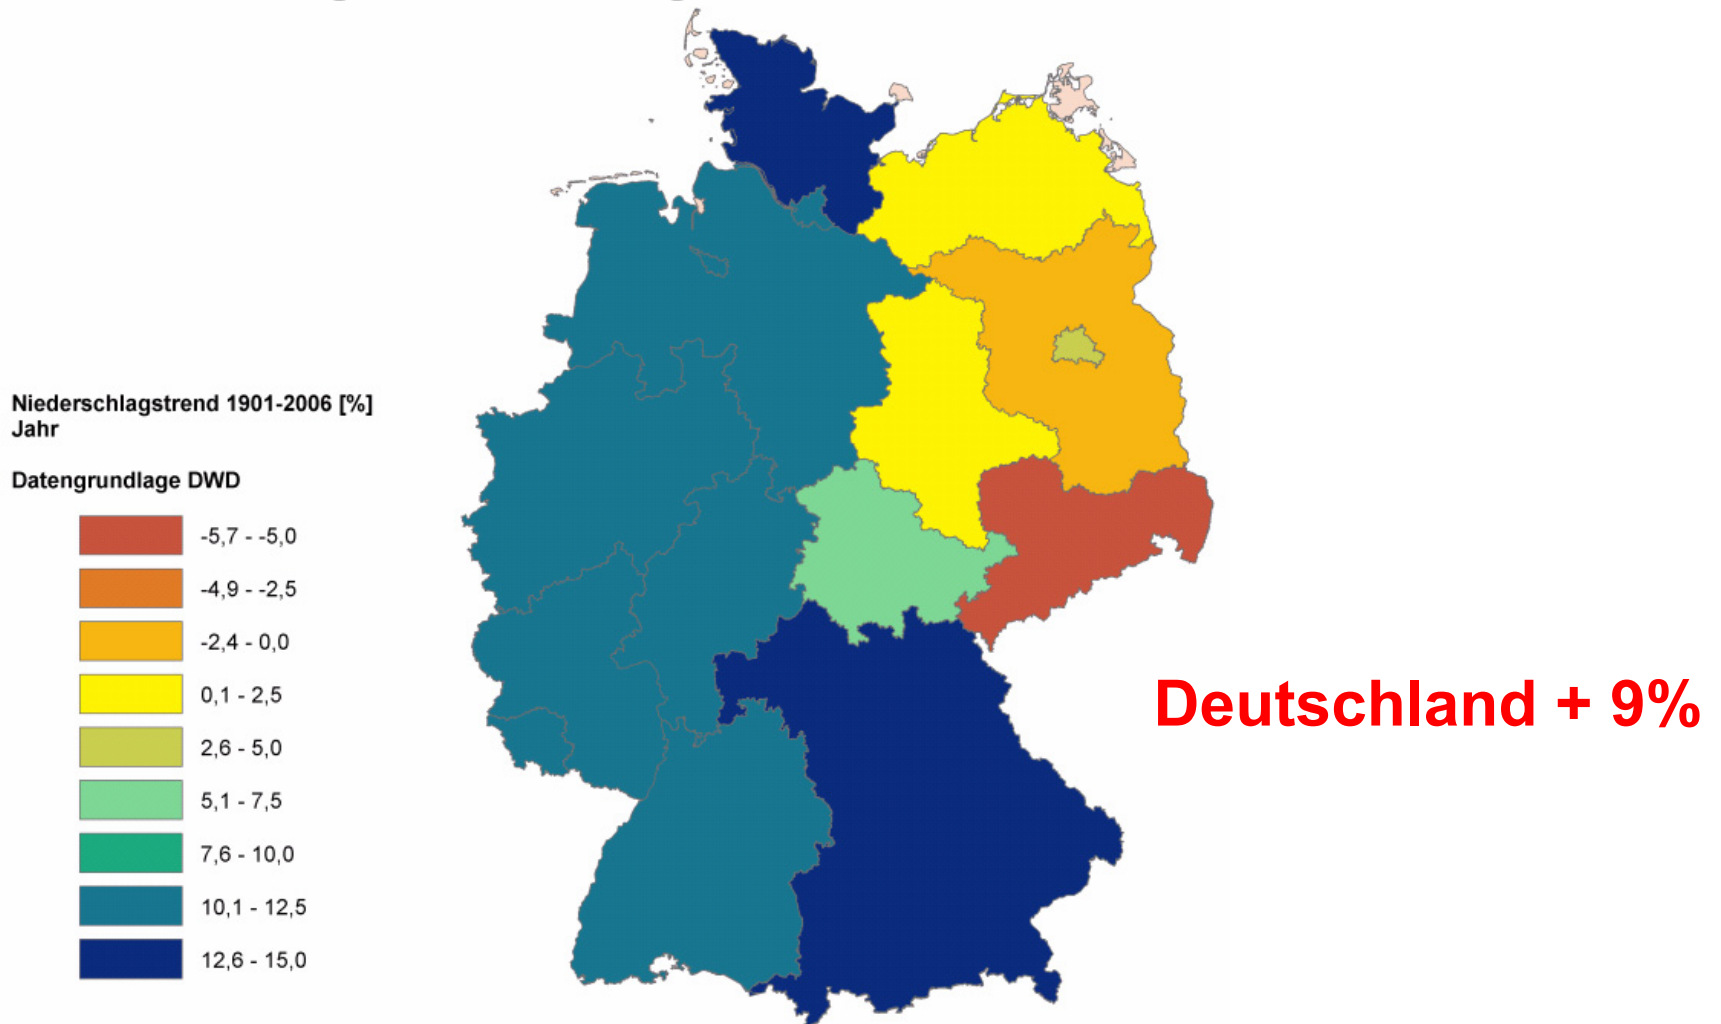 Niederschlagstrend 1901-2006 [%]
Jahr
Datengrundlage DWD
-5,7 - -5,0
-4,9 - -2,5
-2,4 - 0,0
0,1 - 2,5
2,6 - 5,0
5,1 - 7,5
7,6 - 10,0
10,1 - 12,5
12,6 - 15,0
Deutschland + 9%